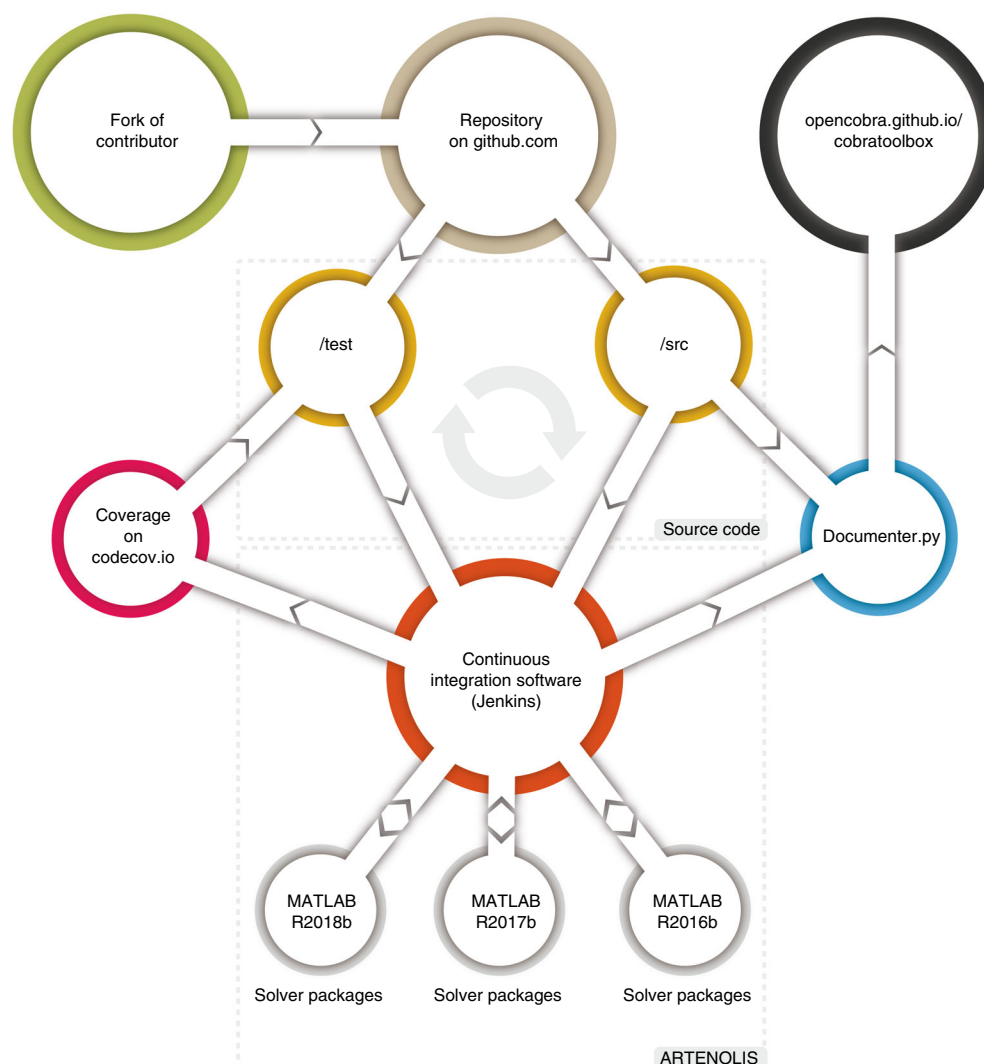 Fork of
contributor
Repository
on github.com
opencobra.github.io/
cobratoolbox
/test
/src
Source code
Coverage
on
codecov.io
Documenter.py
Continuous
integration software
(Jenkins)
MATLAB
R2018b
MATLAB
R2017b
MATLAB
R2016b
Solver packages
Solver packages
Solver packages
ARTENOLIS